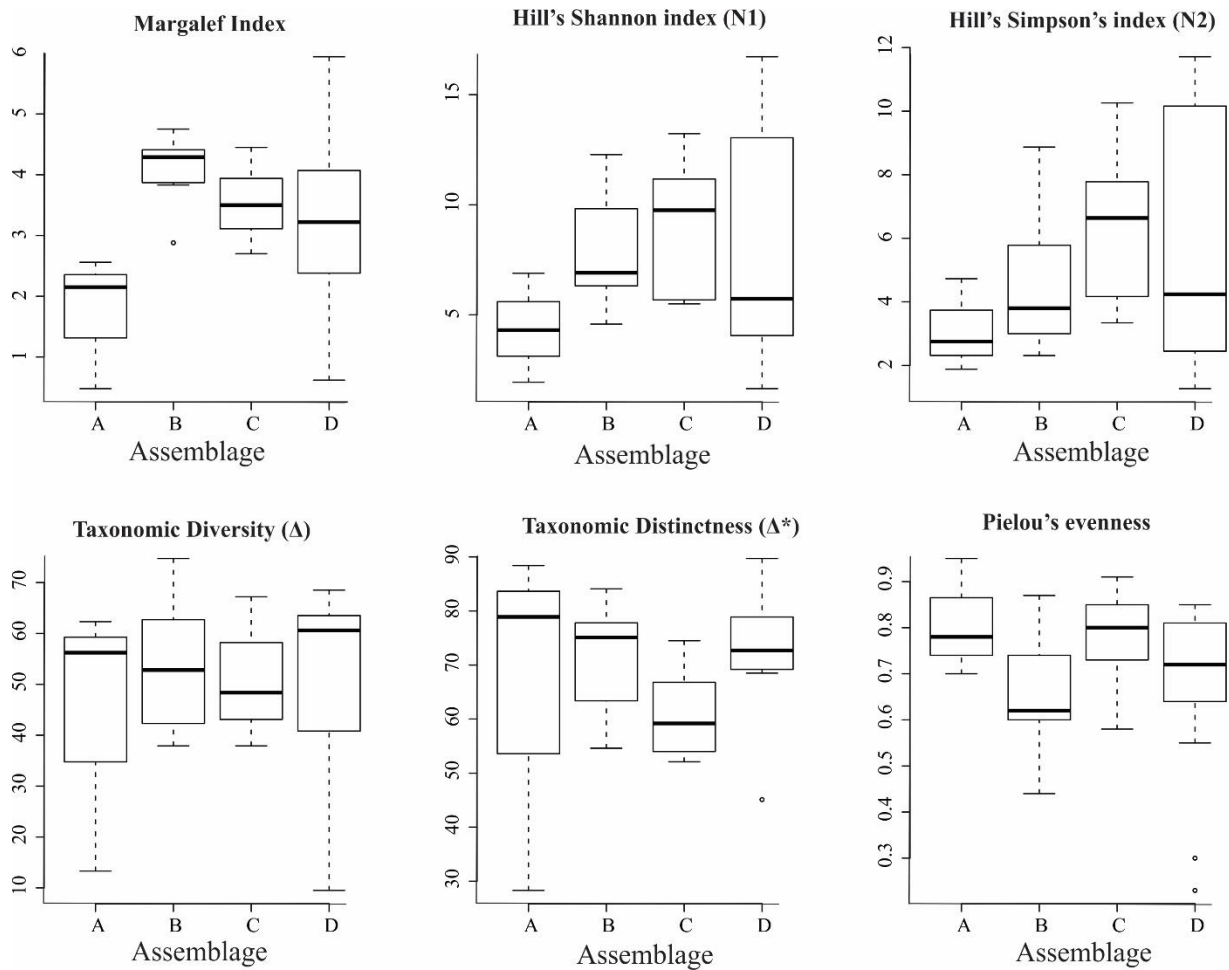 Margalef Index
6
5
4
3
2
1
A B C D
Assemblage
Hill's Shannon index (N1)
15
10
5
A B C D
Assemblage
Hill's Simpson's index (N2)
12
10
8
6
4
2
A B C D
Assemblage
Taxonomic Diversity (Δ)
70
60
50
40
30
20
10
A B C D
Assemblage
Taxonomic Distinctness (Δ*)
90
80
70
60
50
40
30
A B C D
Assemblage
Pielou's evenness
0.9
0.8
0.7
0.6
0.5
0.4
0.3
A B C D
Assemblage